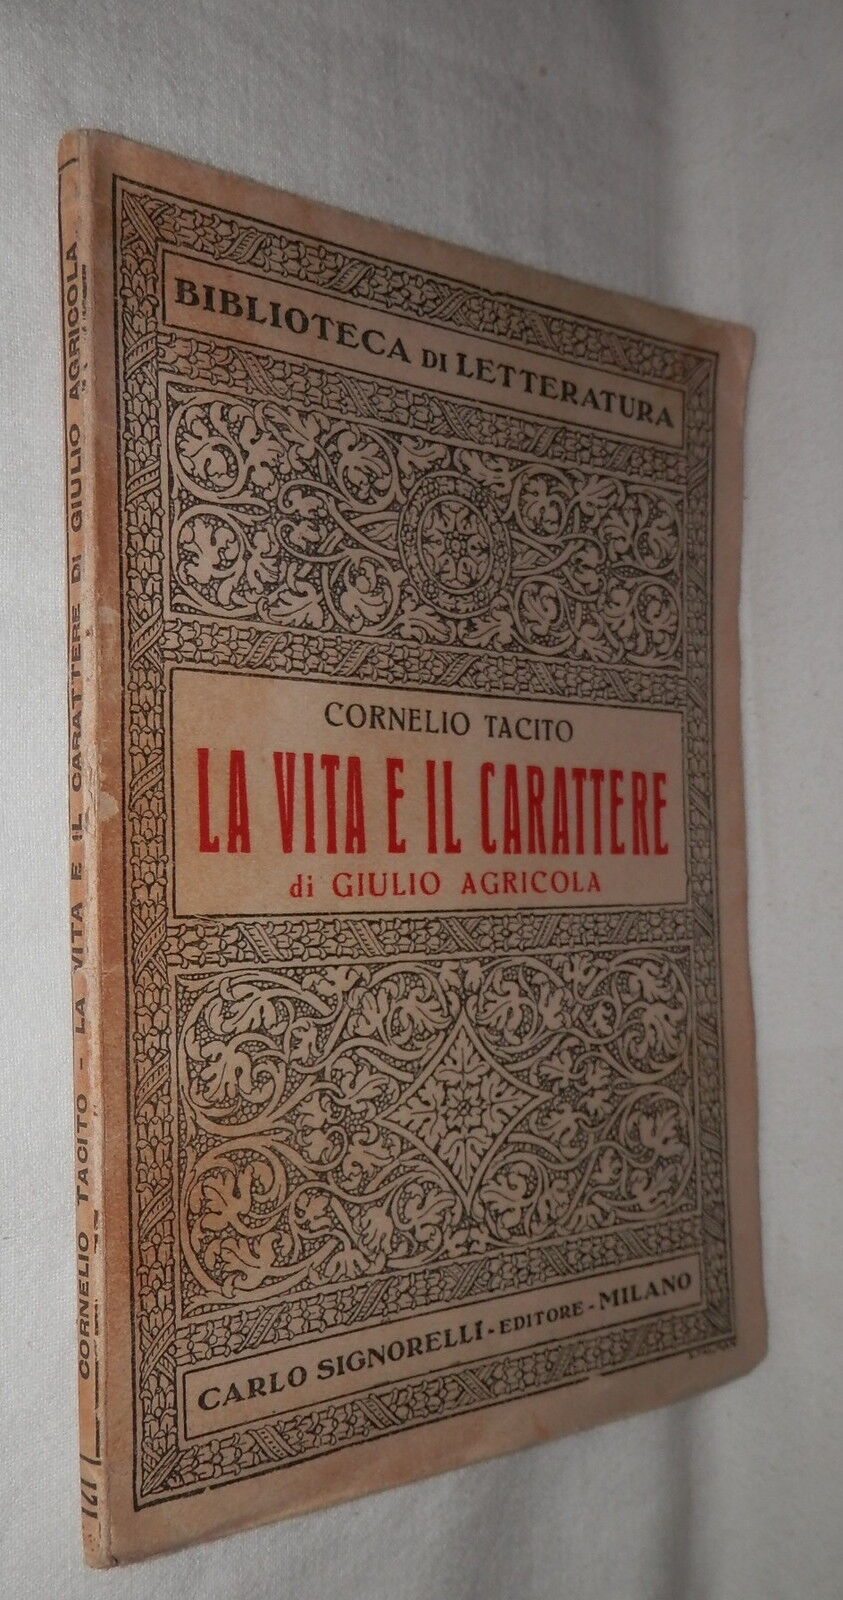 BIBLIOTECA DI LETTERATURA
CORNELIO TACITO
LA VITA E IL CARATTERE
di GIULIO AGRICOLA
CARLO SIGNORELLI - EDITORE - MILANO
CORNELIO TACITO - LA VITA E IL CARATTERE DI GIULIO AGRICOLA